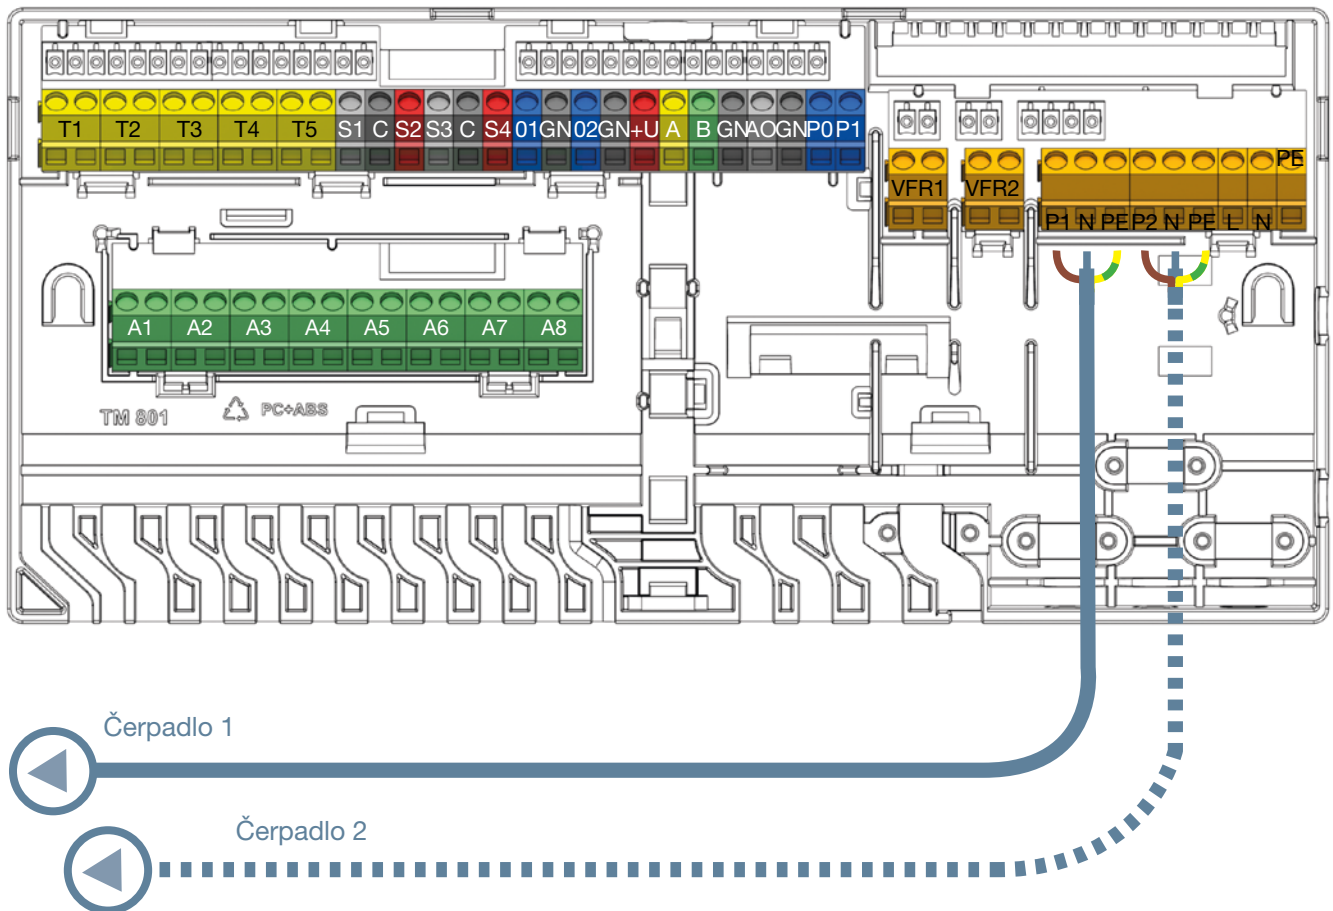 T1 T2 T3 T4 T5 S1 C S2 S3 C S4 01 GN 02 GN +U A B GN AO GN P0 P1
PE
VFR1 VFR2
P1 N PE P2 N PE L N
A1 A2 A3 A4 A5 A6 A7 A8
TM 801 PC+ABS
Čerpadlo 1
Čerpadlo 2